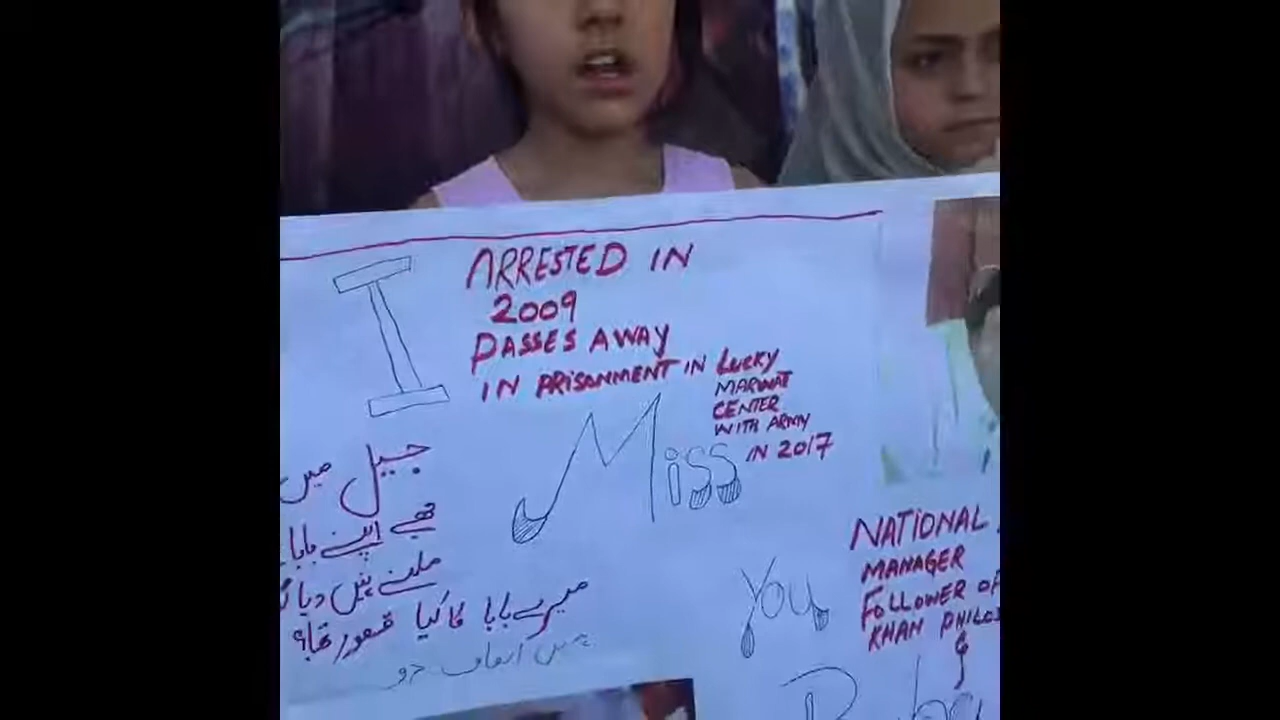 I
ARRESTED IN
2009
PASSES AWAY
IN PRISONMENT IN LUCKY
MARWAT
CENTER
WITH ARMY
IN 2017
Miss
You
جیل میں
مجھے اپنے بابا
ملنے نہیں دیا
میرے بابا کا کیا قصور تھا؟
ہمیں انصاف دو
NATIONAL
MANAGER
FOLLOWER OF
KHAN PHILOS
&
Baba